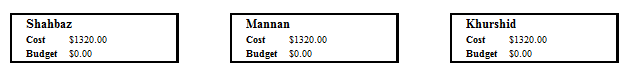 Shahbaz
Cost $1320.00
Budget $0.00
Mannan
Cost $1320.00
Budget $0.00
Khurshid
Cost $1320.00
Budget $0.00